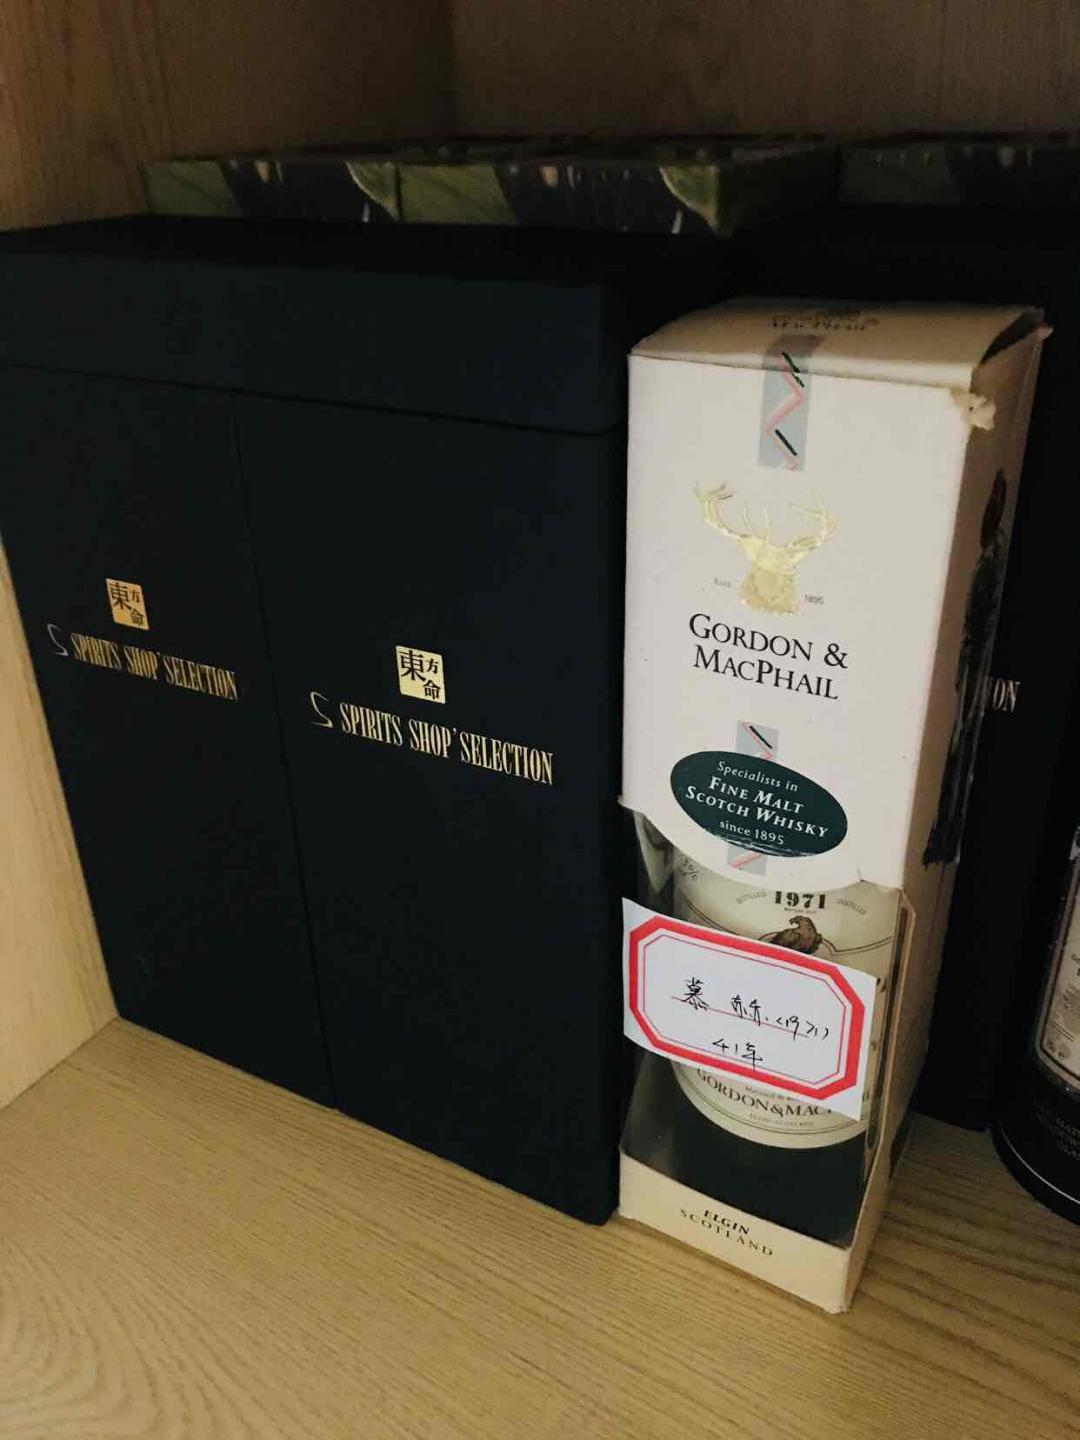 東方命
SPIRITS SHOP' SELECTION
東方命
SPIRITS SHOP' SELECTION
1895
GORDON &
MACPHAIL
Specialists in
FINE MALT
SCOTCH WHISKY
since 1895
1971
慕赫(1971)
41年
GORDON & MAC
ELGIN
SCOTLAND
ION